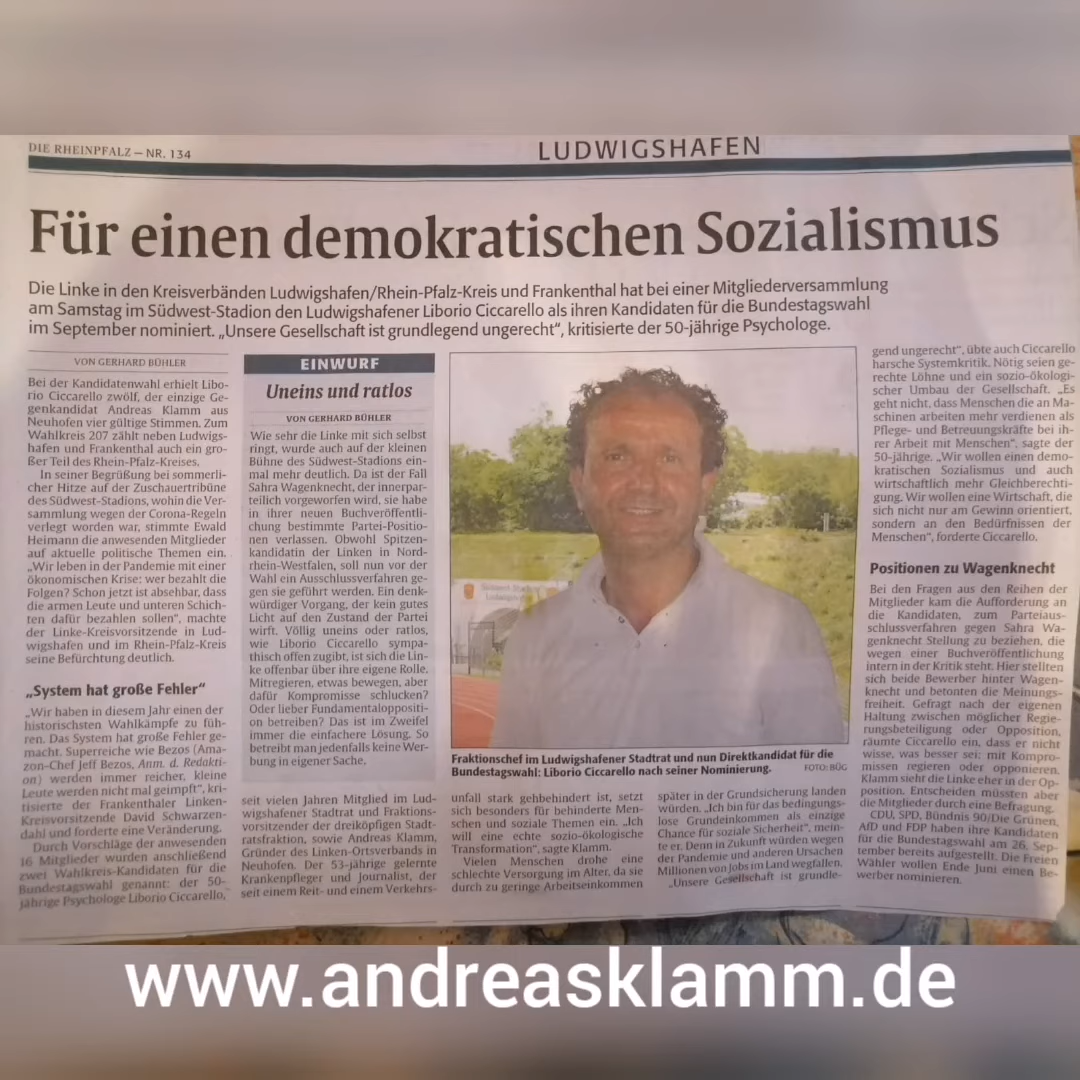 DIE RHEINPFALZ — NR. 134
LUDWIGSHAFEN
Für einen demokratischen Sozialismus
Die Linke in den Kreisverbänden Ludwigshafen/Rhein-Pfalz-Kreis und Frankenthal hat bei einer Mitgliederversammlung
am Samstag im Südwest-Stadion den Ludwigshafener Liborio Ciccarello als ihren Kandidaten für die Bundestagswahl
im September nominiert. „Unsere Gesellschaft ist grundlegend ungerecht“, kritisierte der 50-jährige Psychologe.
VON GERHARD BÜHLER
Bei der Kandidatenwahl erhielt Libo-
rio Ciccarello zwölf, der einzige Ge-
genkandidat Andreas Klamm aus
Neuhofen vier gültige Stimmen. Zum
Wahlkreis 207 zählt neben Ludwigs-
hafen und Frankenthal auch ein gro-
ßer Teil des Rhein-Pfalz-Kreises.
In seiner Begrüßung bei sommerli-
cher Hitze auf der Zuschauertribüne
des Südwest-Stadions, wohin die Ver-
sammlung wegen der Corona-Regeln
verlegt worden war, stimmte Ewald
Heimann die anwesenden Mitglieder
auf aktuelle politische Themen ein.
„Wir leben in der Pandemie mit einer
ökonomischen Krise: wer bezahlt die
Folgen? Schon jetzt ist absehbar, dass
die armen Leute und unteren Schich-
ten dafür bezahlen sollen“, machte
der Linke-Kreisvorsitzende in Lud-
wigshafen und im Rhein-Pfalz-Kreis
seine Befürchtung deutlich.
„System hat große Fehler“
„Wir haben in diesem Jahr einen der
historischsten Wahlkämpfe zu füh-
ren. Das System hat große Fehler ge-
macht. Superreiche wie Bezos (Ama-
zon-Chef Jeff Bezos, Anm. d. Redakti-
on) werden immer reicher, kleine
Leute werden nicht mal geimpft“, kri-
tisierte der Frankenthaler Linken-
Kreisvorsitzende David Schwarzen-
dahl und forderte eine Veränderung.
Durch Vorschläge der anwesenden
16 Mitglieder wurden anschließend
zwei Wahlkreis-Kandidaten für die
Bundestagswahl genannt: der 50-
jährige Psychologe Liborio Ciccarello,
EINWURF
Uneins und ratlos
VON GERHARD BÜHLER
Wie sehr die Linke mit sich selbst
ringt, wurde auch auf der kleinen
Bühne des Südwest-Stadions ein-
mal mehr deutlich. Da ist der Fall
Sahra Wagenknecht, der innerpar-
teilich vorgeworfen wird, sie habe
in ihrer neuen Buchveröffentli-
chung bestimmte Partei-Positio-
nen verlassen. Obwohl Spitzen-
kandidatin der Linken in Nord-
rhein-Westfalen, soll nun vor der
Wahl ein Ausschlussverfahren ge-
gen sie geführt werden. Ein denk-
würdiger Vorgang, der kein gutes
Licht auf den Zustand der Partei
wirft. Völlig uneins oder ratlos,
wie Liborio Ciccarello sympa-
thisch offen zugibt, ist sich die Lin-
ke offenbar über ihre eigene Rolle.
Mitregieren, etwas bewegen, aber
dafür Kompromisse schlucken?
Oder lieber Fundamentaloppositi-
on betreiben? Das ist im Zweifel
immer die einfachere Lösung. So
betreibt man jedenfalls keine Wer-
bung in eigener Sache.
Südwest-Stadion
Ludwigshafen
Fraktionschef im Ludwigshafener Stadtrat und nun Direktkandidat für die
Bundestagswahl: Liborio Ciccarello nach seiner Nominierung.
FOTO: BÜG
seit vielen Jahren Mitglied im Lud-
wigshafener Stadtrat und Fraktions-
vorsitzender der dreiköpfigen Stadt-
ratsfraktion, sowie Andreas Klamm,
Gründer des Linken-Ortsverbands in
Neuhofen. Der 53-jährige gelernte
Krankenpfleger und Journalist, der
seit einem Reit- und einem Verkehrs-
unfall stark gehbehindert ist, setzt
sich besonders für behinderte Men-
schen und soziale Themen ein. „Ich
will eine echte sozio-ökologische
Transformation“, sagte Klamm.
Vielen Menschen drohe eine
schlechte Versorgung im Alter, da sie
durch zu geringe Arbeitseinkommen
später in der Grundsicherung landen
würden. „Ich bin für das bedingungs-
lose Grundeinkommen als einzige
Chance für soziale Sicherheit“, mein-
te er. Denn in Zukunft würden wegen
der Pandemie und anderen Ursachen
Millionen von Jobs im Land wegfallen.
„Unsere Gesellschaft ist grundle-
gend ungerecht“, übte auch Ciccarello
harsche Systemkritik. Nötig seien ge-
rechte Löhne und ein sozio-ökologi-
scher Umbau der Gesellschaft. „Es
geht nicht, dass Menschen die an Ma-
schinen arbeiten mehr verdienen als
Pflege- und Betreuungskräfte bei ih-
rer Arbeit mit Menschen“, sagte der
50-jährige. „Wir wollen einen demo-
kratischen Sozialismus und auch
wirtschaftlich mehr Gleichberechti-
gung. Wir wollen eine Wirtschaft, die
sich nicht nur am Gewinn orientiert,
sondern an den Bedürfnissen der
Menschen“, forderte Ciccarello.
Positionen zu Wagenknecht
Bei den Fragen aus den Reihen der
Mitglieder kam die Aufforderung an
die Kandidaten, zum Parteiaus-
schlussverfahren gegen Sahra Wa-
genknecht Stellung zu beziehen, die
wegen einer Buchveröffentlichung
intern in der Kritik steht. Hier stellten
sich beide Bewerber hinter Wagen-
knecht und betonten die Meinungs-
freiheit. Gefragt nach der eigenen
Haltung zwischen möglicher Regie-
rungsbeteiligung oder Opposition,
räumte Ciccarello ein, dass er nicht
wisse, was besser sei: mit Kompro-
missen regieren oder opponieren.
Klamm sieht die Linke eher in der Op-
position. Entscheiden müssten aber
die Mitglieder durch eine Befragung.
CDU, SPD, Bündnis 90/Die Grünen,
AfD und FDP haben ihre Kandidaten
für die Bundestagswahl am 26. Sep-
tember bereits aufgestellt. Die Freien
Wähler wollen Ende Juni einen Be-
werber nominieren.
www.andreasklamm.de